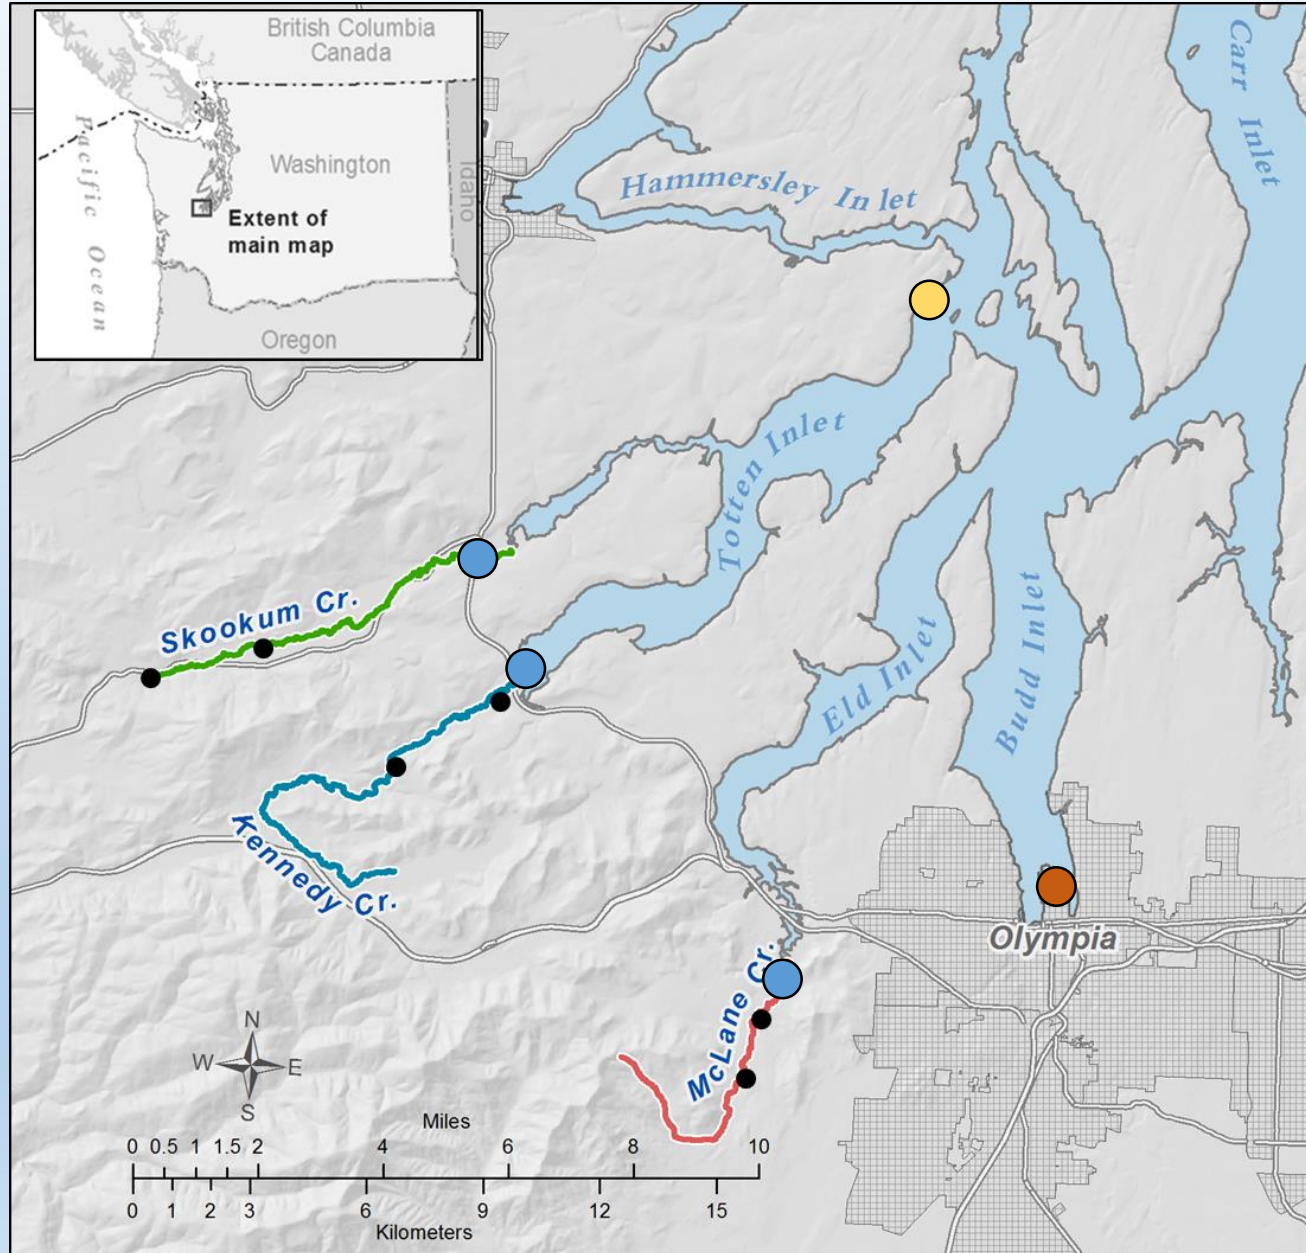 British Columbia
Canada
Pacific Ocean
Washington
Idaho
Extent of
main map
Oregon
Carr Inlet
Hammersley Inlet
Totten Inlet
Skookum Cr.
Eld Inlet
Budd Inlet
Kennedy Cr.
Olympia
McLane Cr.
N
W E
S
Miles
0 0.5 1 1.5 2 4 6 8 10
0 1 2 3 6 9 12 15
Kilometers